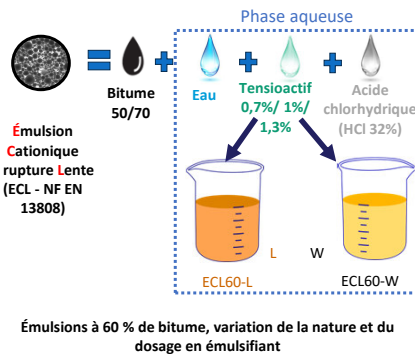 Phase aqueuse
Bitume
50/70
Eau
Tensioactif
0,7%/ 1%/
1,3%
Acide
chlorhydrique
(HCl 32%)
Émulsion
Cationique
rupture Lente
(ECL - NF EN
13808)
L
W
ECL60-L
ECL60-W
Émulsions à 60 % de bitume, variation de la nature et du
dosage en émulsifiant